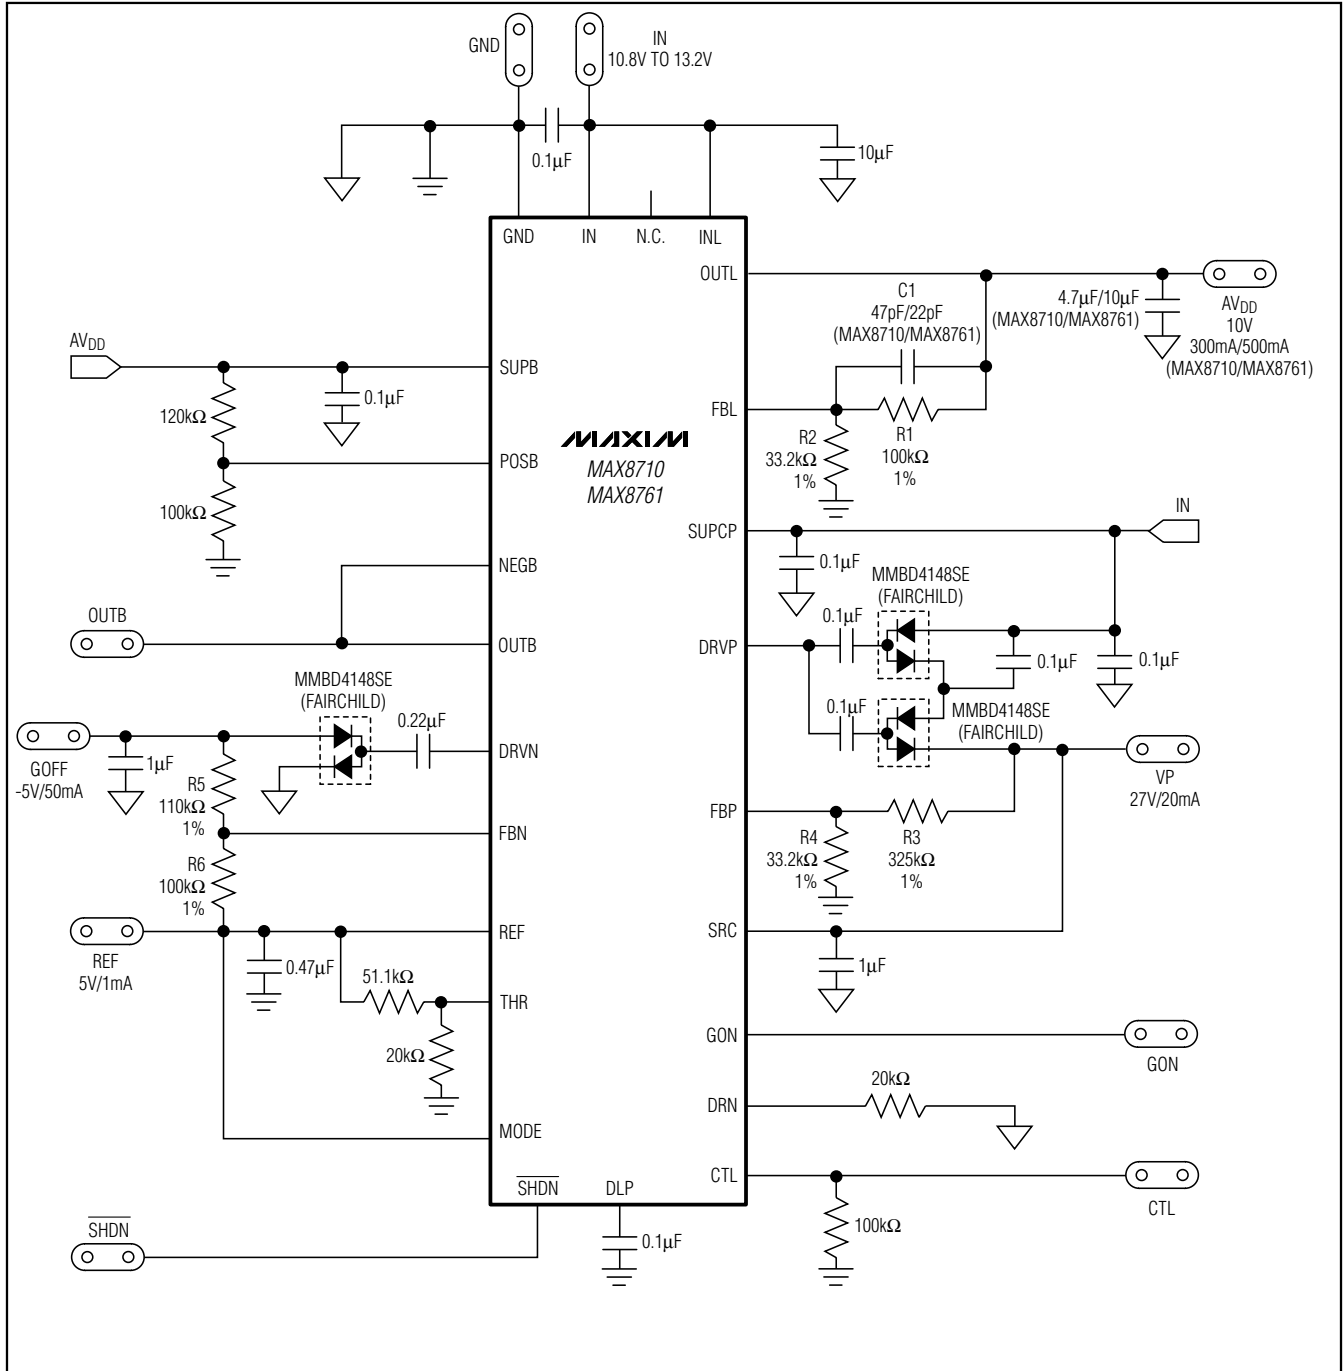 GND
IN
10.8V TO 13.2V
0.1µF
10µF
GND
IN
N.C.
INL
OUTL
C1
47pF/22pF
(MAX8710/MAX8761)
4.7µF/10µF
(MAX8710/MAX8761)
AVDD
10V
300mA/500mA
(MAX8710/MAX8761)
AVDD
SUPB
0.1µF
120kΩ
FBL
R2
33.2kΩ
1%
R1
100kΩ
1%
MAXIM
MAX8710
MAX8761
POSB
100kΩ
SUPCP
IN
0.1µF
MMBD4148SE
(FAIRCHILD)
NEGB
OUTB
OUTB
DRVP
0.1µF
0.1µF
0.1µF
0.1µF
MMBD4148SE
(FAIRCHILD)
MMBD4148SE
(FAIRCHILD)
0.22µF
DRVN
GOFF
-5V/50mA
1µF
R5
110kΩ
1%
VP
27V/20mA
FBN
FBP
R4
33.2kΩ
1%
R3
325kΩ
1%
R6
100kΩ
1%
REF
5V/1mA
REF
0.47µF
51.1kΩ
THR
20kΩ
SRC
1µF
GON
GON
DRN
20kΩ
MODE
CTL
CTL
100kΩ
SHDN
DLP
0.1µF
SHDN